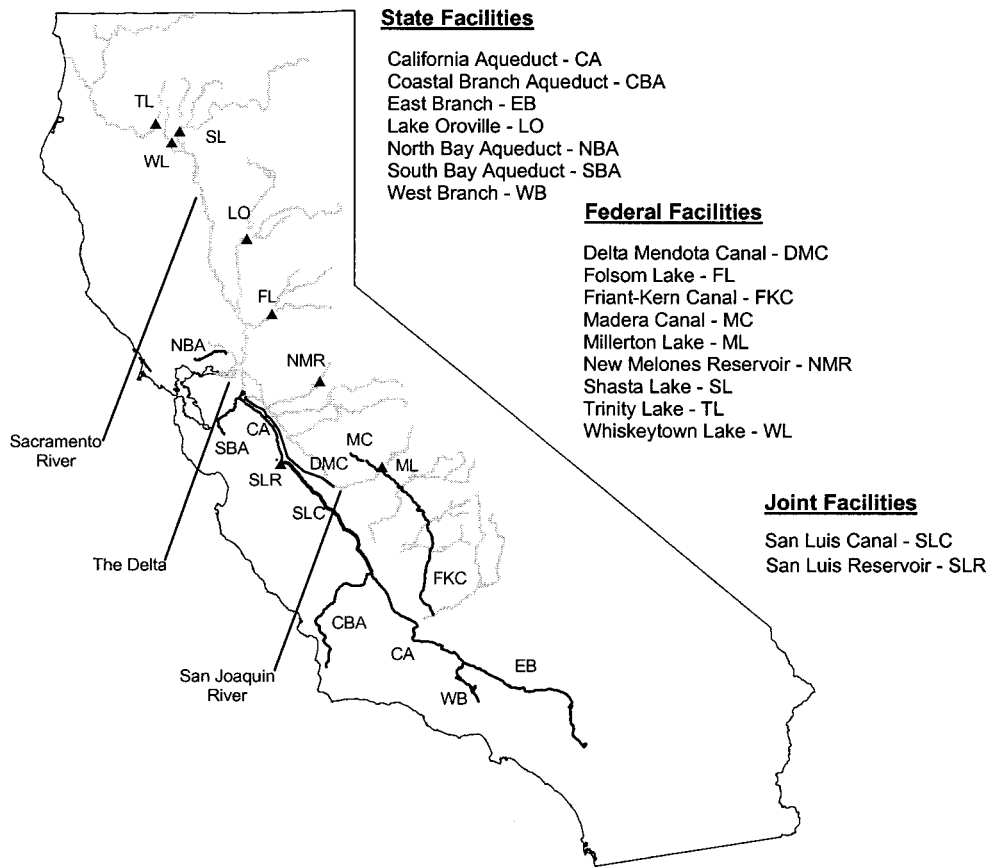 State Facilities
California Aqueduct - CA
Coastal Branch Aqueduct - CBA
East Branch - EB
Lake Oroville - LO
North Bay Aqueduct - NBA
South Bay Aqueduct - SBA
West Branch - WB
Federal Facilities
Delta Mendota Canal - DMC
Folsom Lake - FL
Friant-Kern Canal - FKC
Madera Canal - MC
Millerton Lake - ML
New Melones Reservoir - NMR
Shasta Lake - SL
Trinity Lake - TL
Whiskeytown Lake - WL
Joint Facilities
San Luis Canal - SLC
San Luis Reservoir - SLR
TL
SL
WL
LO
FL
NBA
NMR
Sacramento
River
SBA
CA
MC
ML
DMC
SLR
SLC
The Delta
FKC
CBA
CA
San Joaquin
River
EB
WB